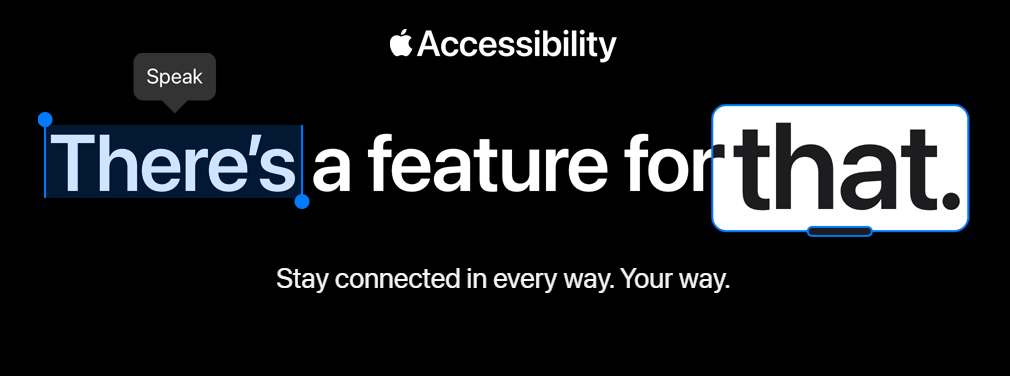 Accessibility
Speak
There’s a feature for that.
Stay connected in every way. Your way.